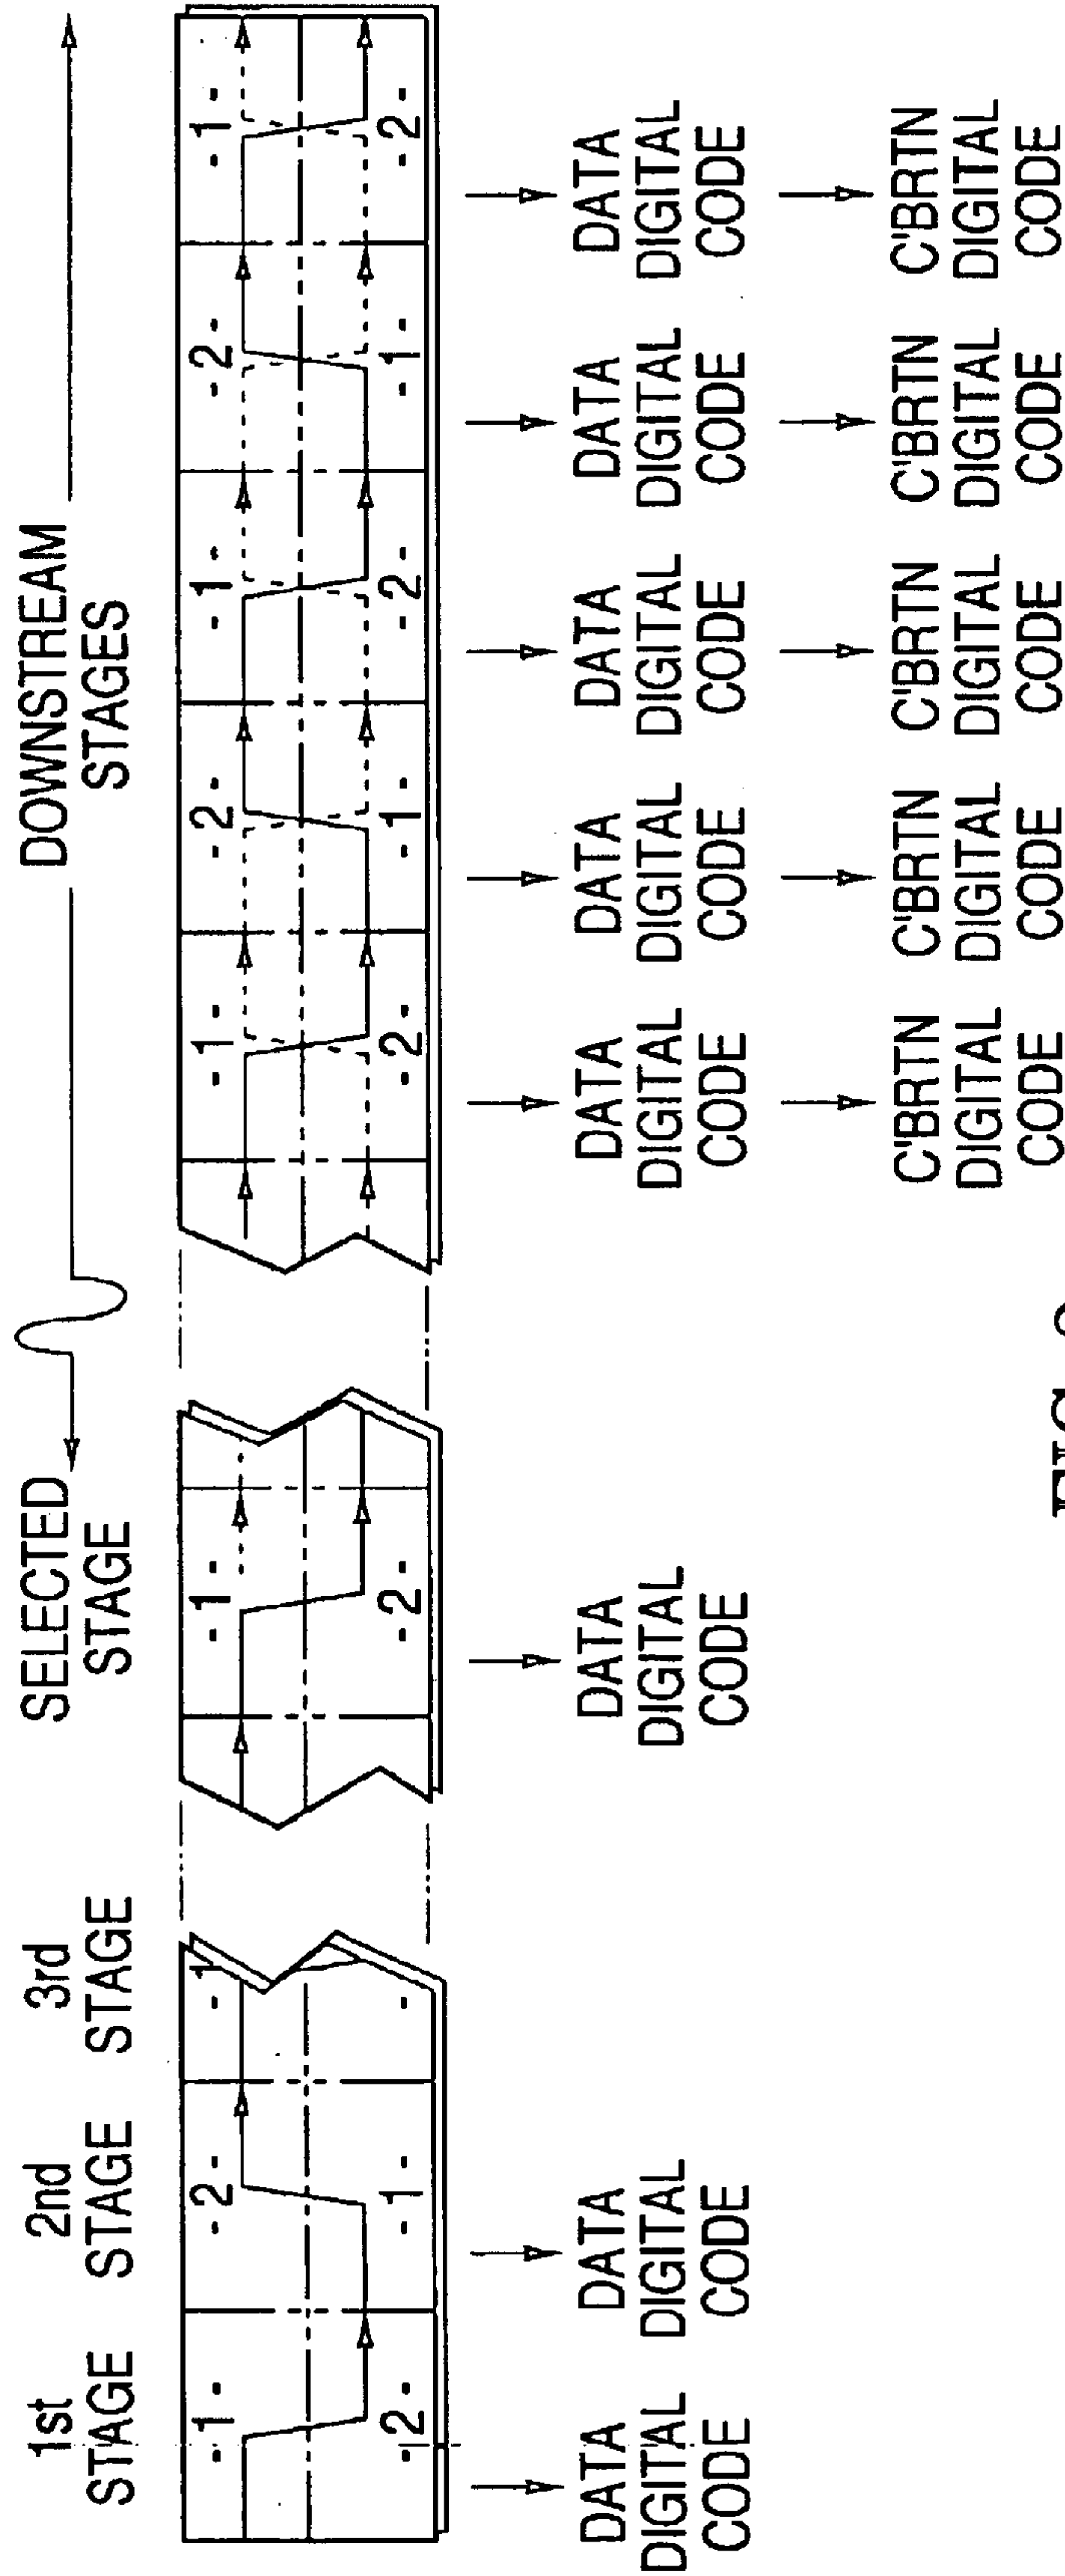 1st 2nd 3rd SELECTED DOWNSTREAM
STAGE STAGE STAGE STAGE STAGES
- 1 - - 2 - - 1 - 1 - - 1 - - 2 - - 1 - - 2 - - 1 -
- 2 - - 1 - - - 2 - - 2 - - 1 - - 2 - - 1 - - 2 -
DATA DATA DATA DATA DATA DATA DATA DATA
DIGITAL DIGITAL DIGITAL DIGITAL DIGITAL DIGITAL DIGITAL DIGITAL
CODE CODE CODE CODE CODE CODE CODE CODE
C'BRTN C'BRTN C'BRTN C'BRTN C'BRTN
DIGITAL DIGITAL DIGITAL DIGITAL DIGITAL
CODE CODE CODE CODE CODE